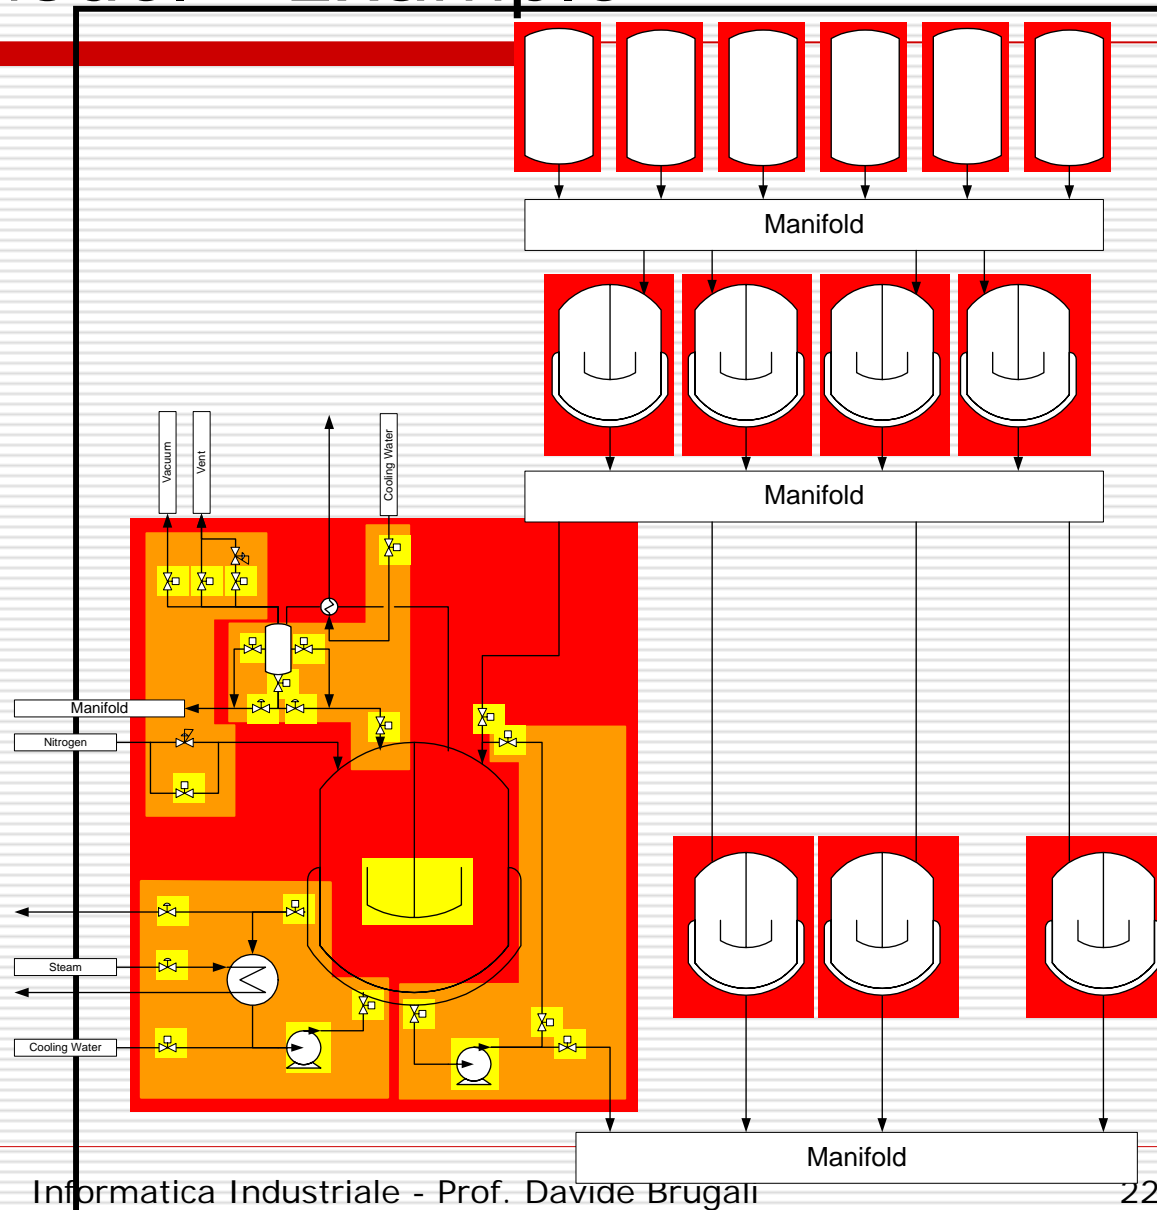 Manifold
Manifold
Vacuum
Vent
Cooling Water
Manifold
Nitrogen
Steam
Cooling Water
Manifold
Informatica Industriale - Prof. Davide Brugali
22